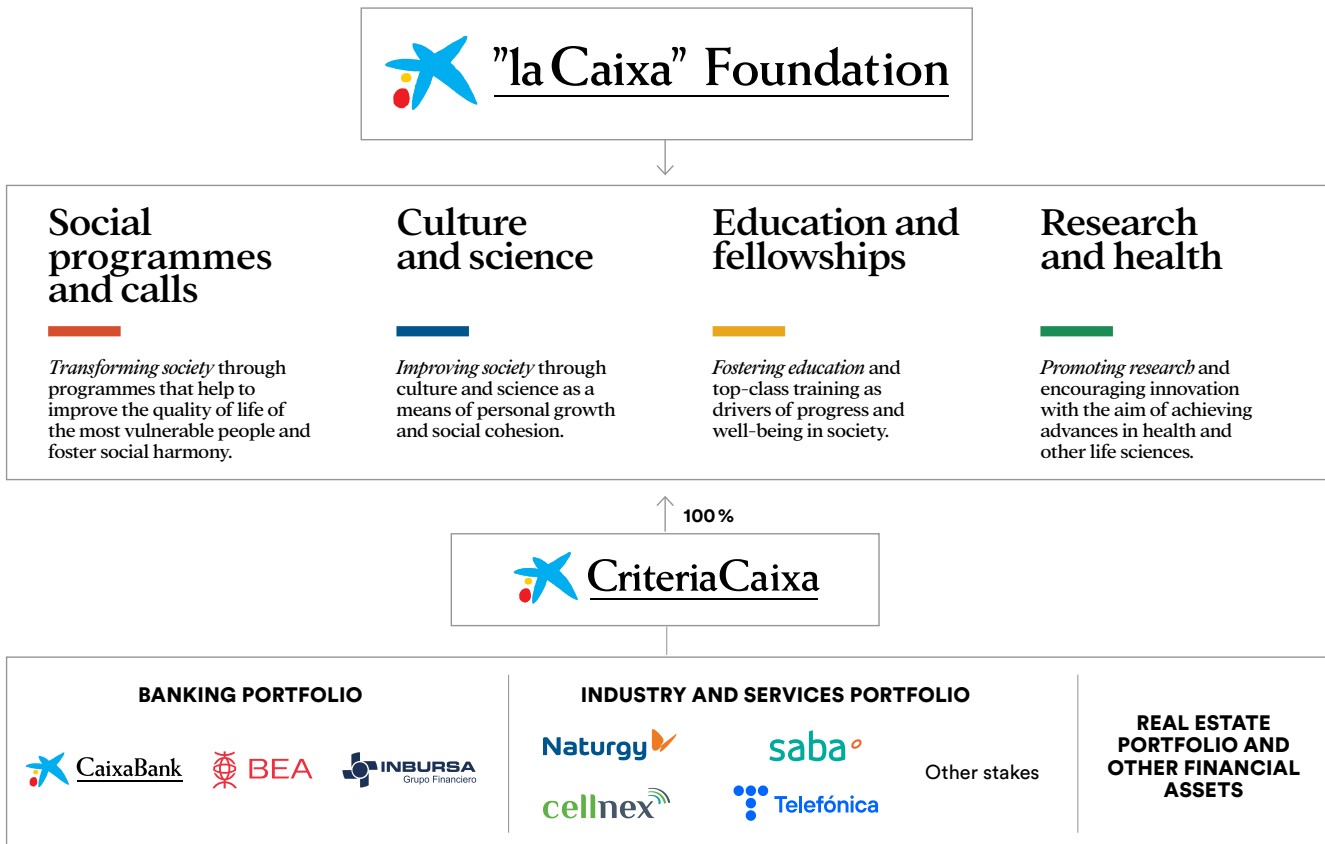 ”la Caixa” Foundation
Social
programmes
and calls
Transforming society through
programmes that help to
improve the quality of life of
the most vulnerable people and
foster social harmony.
Culture
and science
Improving society through
culture and science as a
means of personal growth
and social cohesion.
Education and
fellowships
Fostering education and
top-class training as
drivers of progress and
well-being in society.
Research
and health
Promoting research and
encouraging innovation
with the aim of achieving
advances in health and
other life sciences.
100 %
CriteriaCaixa
BANKING PORTFOLIO
CaixaBank
BEA
INBURSA
Grupo Financiero
INDUSTRY AND SERVICES PORTFOLIO
Naturgy
saba
cellnex
Telefónica
Other stakes
REAL ESTATE
PORTFOLIO AND
OTHER FINANCIAL
ASSETS